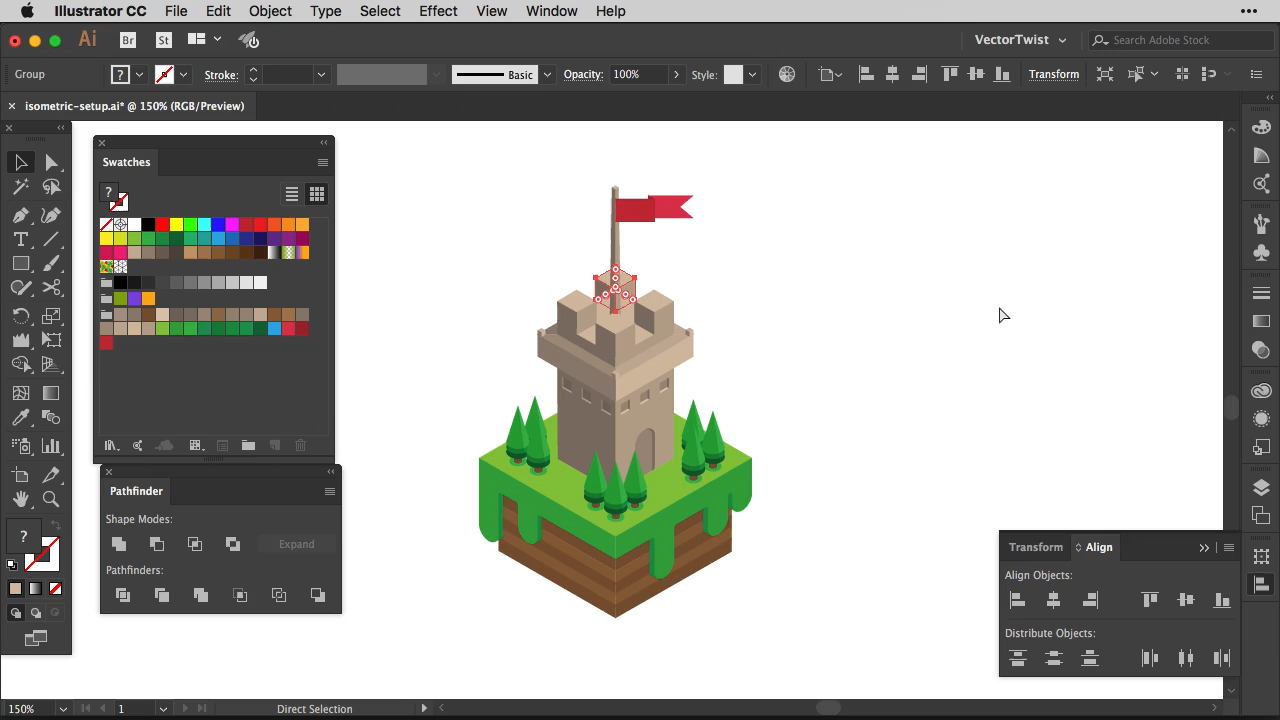 Illustrator CC File Edit Object Type Select Effect View Window Help
Ai Br St VectorTwist Search Adobe Stock
Group ? Stroke: Basic Opacity: 100% Style: Transform
× isometric-setup.ai* @ 150% (RGB/Preview)
Swatches
?
Pathfinder
Shape Modes:
Expand
Pathfinders:
?
Transform Align
Align Objects:
Distribute Objects:
150% 1 Direct Selection